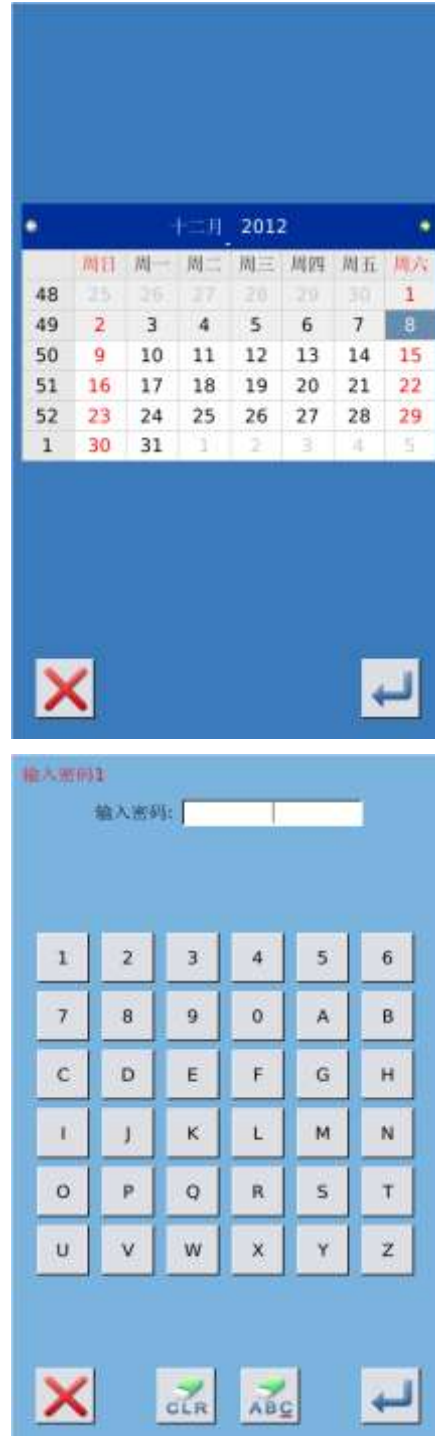 十二月 2012
周日 周一 周二 周三 周四 周五 周六
48 25 26 27 28 29 30 1
49 2 3 4 5 6 7 8
50 9 10 11 12 13 14 15
51 16 17 18 19 20 21 22
52 23 24 25 26 27 28 29
1 30 31 1 2 3 4 5
输入密码1
输入密码:
1 2 3 4 5 6
7 8 9 0 A B
C D E F G H
I J K L M N
O P Q R S T
U V W X Y Z
CLR ABC